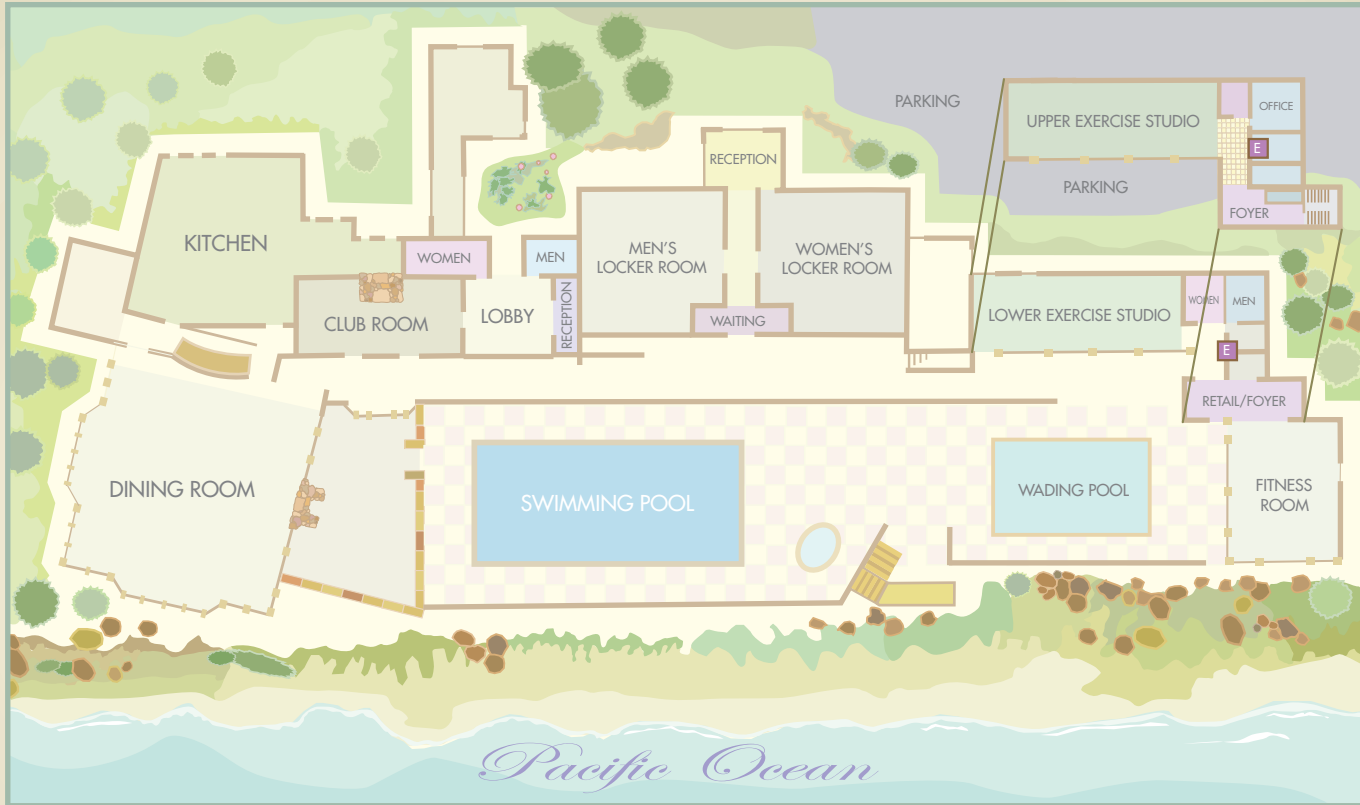 PARKING
UPPER EXERCISE STUDIO
OFFICE
E
PARKING
FOYER
RECEPTION
KITCHEN
WOMEN
MEN
MEN'S
LOCKER ROOM
WOMEN'S
LOCKER ROOM
CLUB ROOM
LOBBY
RECEPTION
WAITING
LOWER EXERCISE STUDIO
WOMEN
MEN
E
RETAIL/FOYER
DINING ROOM
SWIMMING POOL
WADING POOL
FITNESS
ROOM
Pacific Ocean